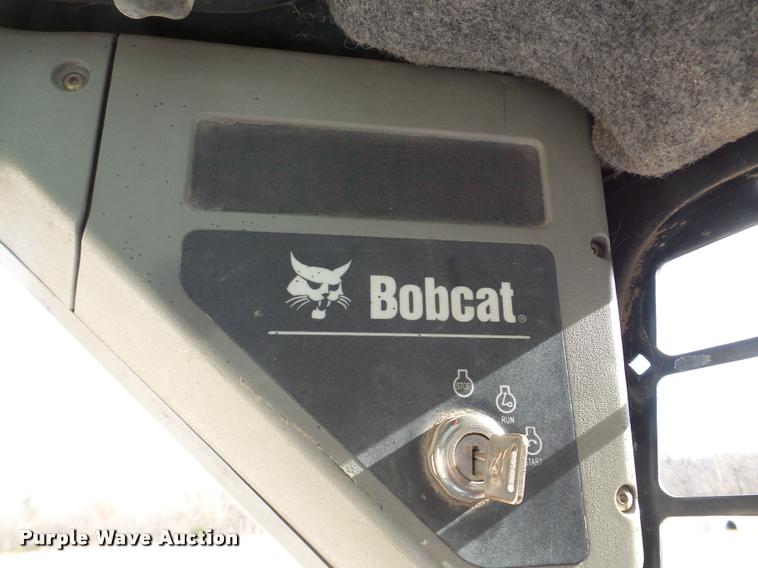 Bobcat®
STOP
RUN
START
Purple Wave Auction